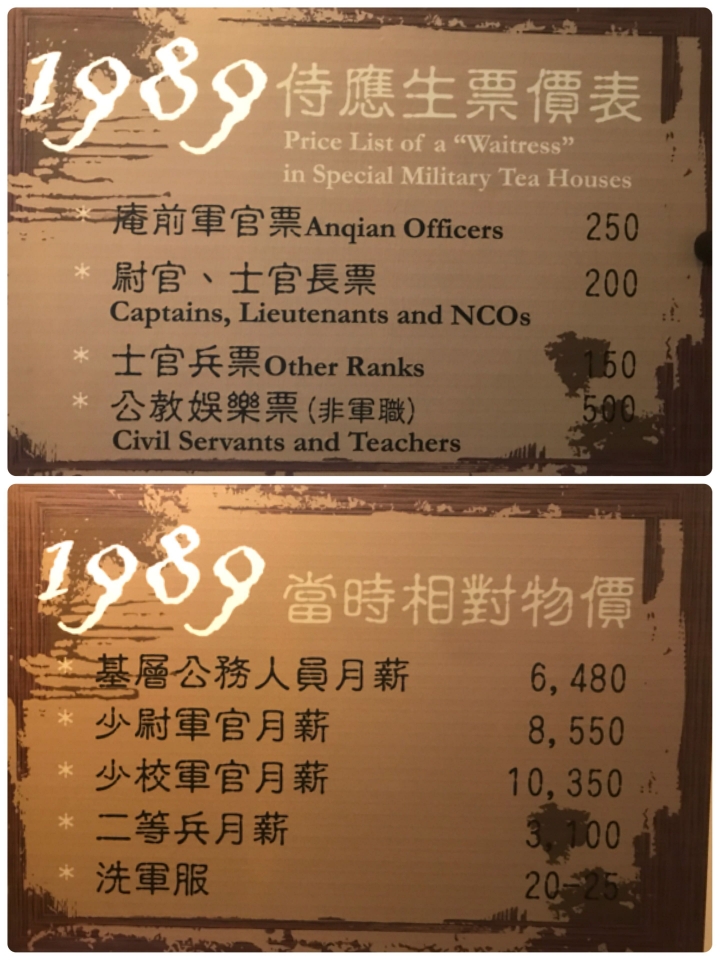 1989 侍應生票價表
Price List of a “Waitress”
in Special Military Tea Houses
* 庵前軍官票Anqian Officers 250
* 尉官、士官長票 200
Captains, Lieutenants and NCOs
* 士官兵票Other Ranks 150
* 公教娛樂票(非軍職) 500
Civil Servants and Teachers
1989 當時相對物價
* 基層公務人員月薪 6,480
* 少尉軍官月薪 8,550
* 少校軍官月薪 10,350
* 二等兵月薪 3,100
* 洗軍服 20-25